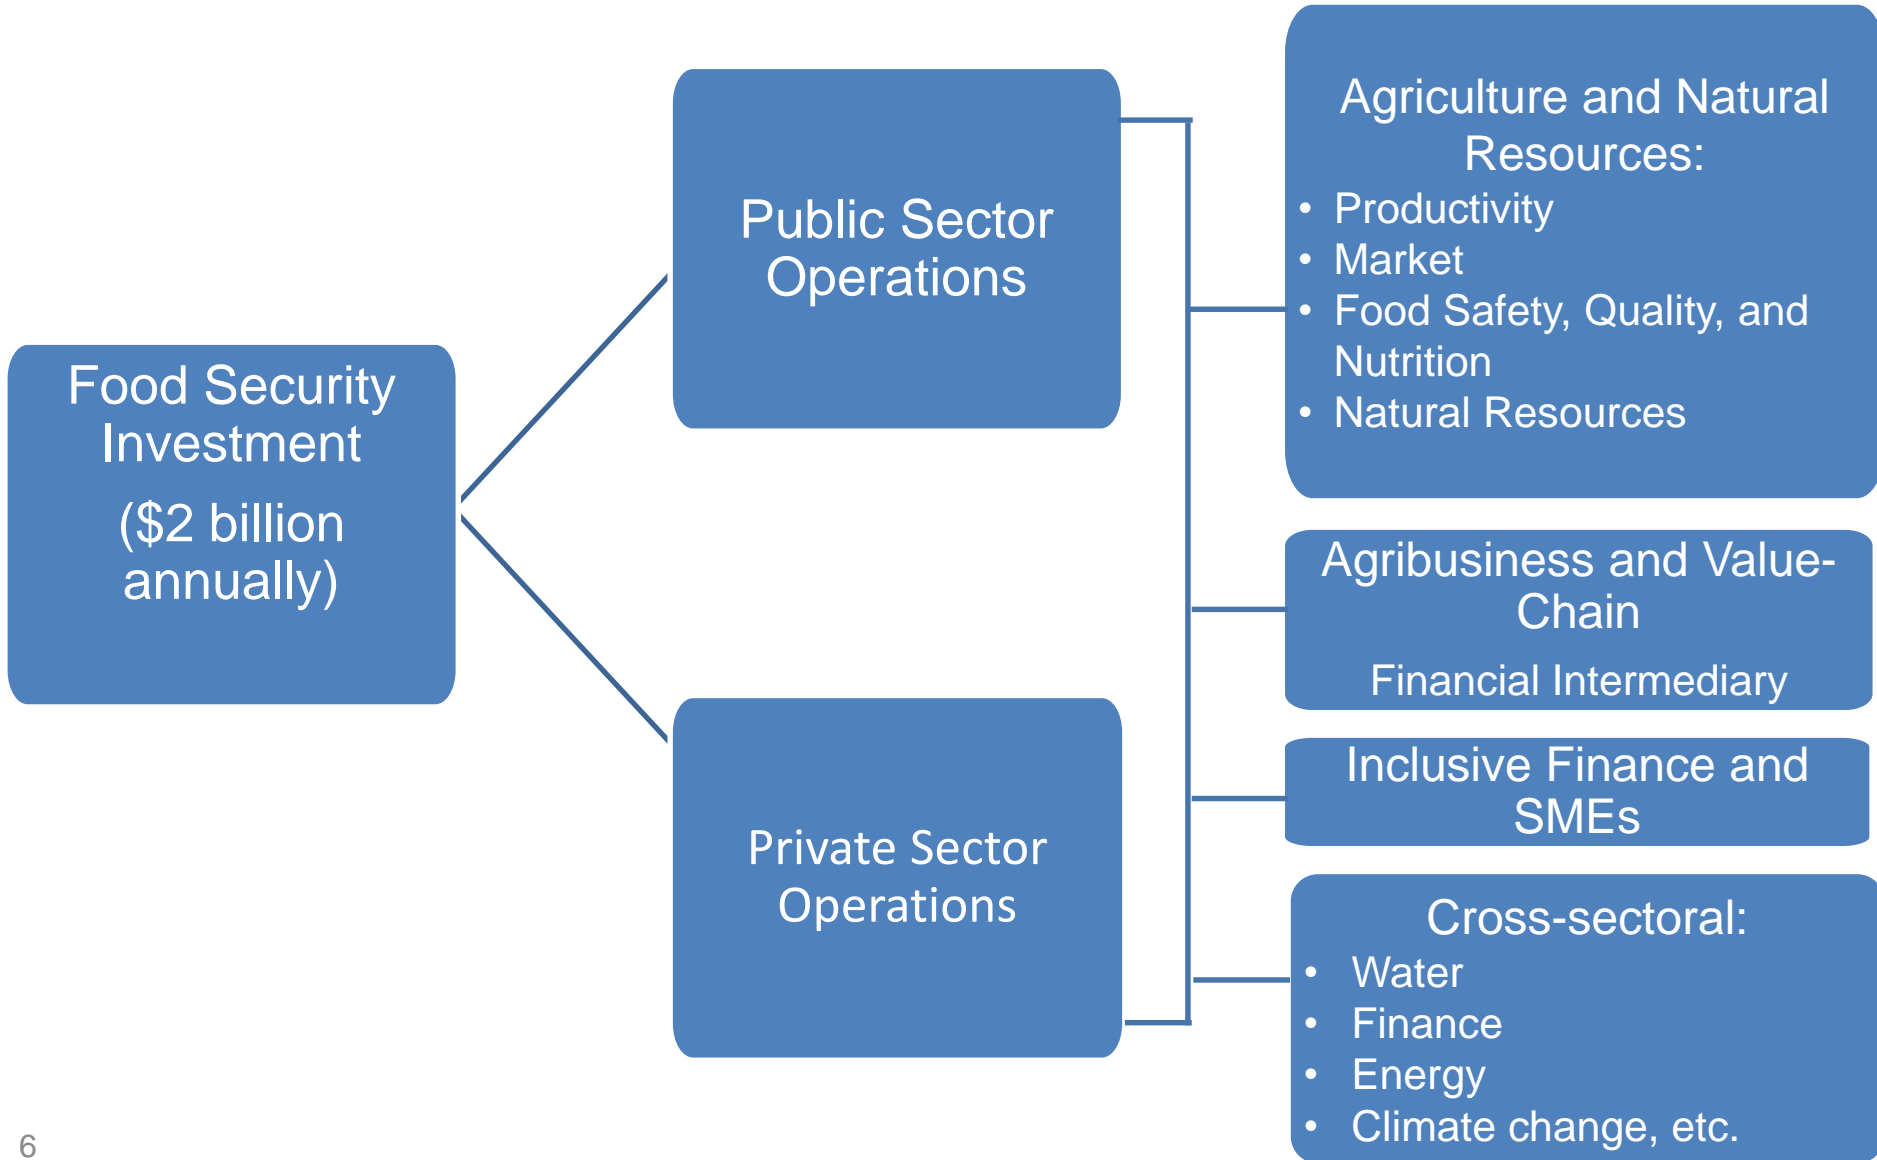 Food Security
Investment
($2 billion
annually)
Public Sector
Operations
Private Sector
Operations
Agriculture and Natural
Resources:
• Productivity
• Market
• Food Safety, Quality, and
Nutrition
• Natural Resources
Agribusiness and Value-
Chain
Financial Intermediary
Inclusive Finance and
SMEs
Cross-sectoral:
• Water
• Finance
• Energy
• Climate change, etc.
6